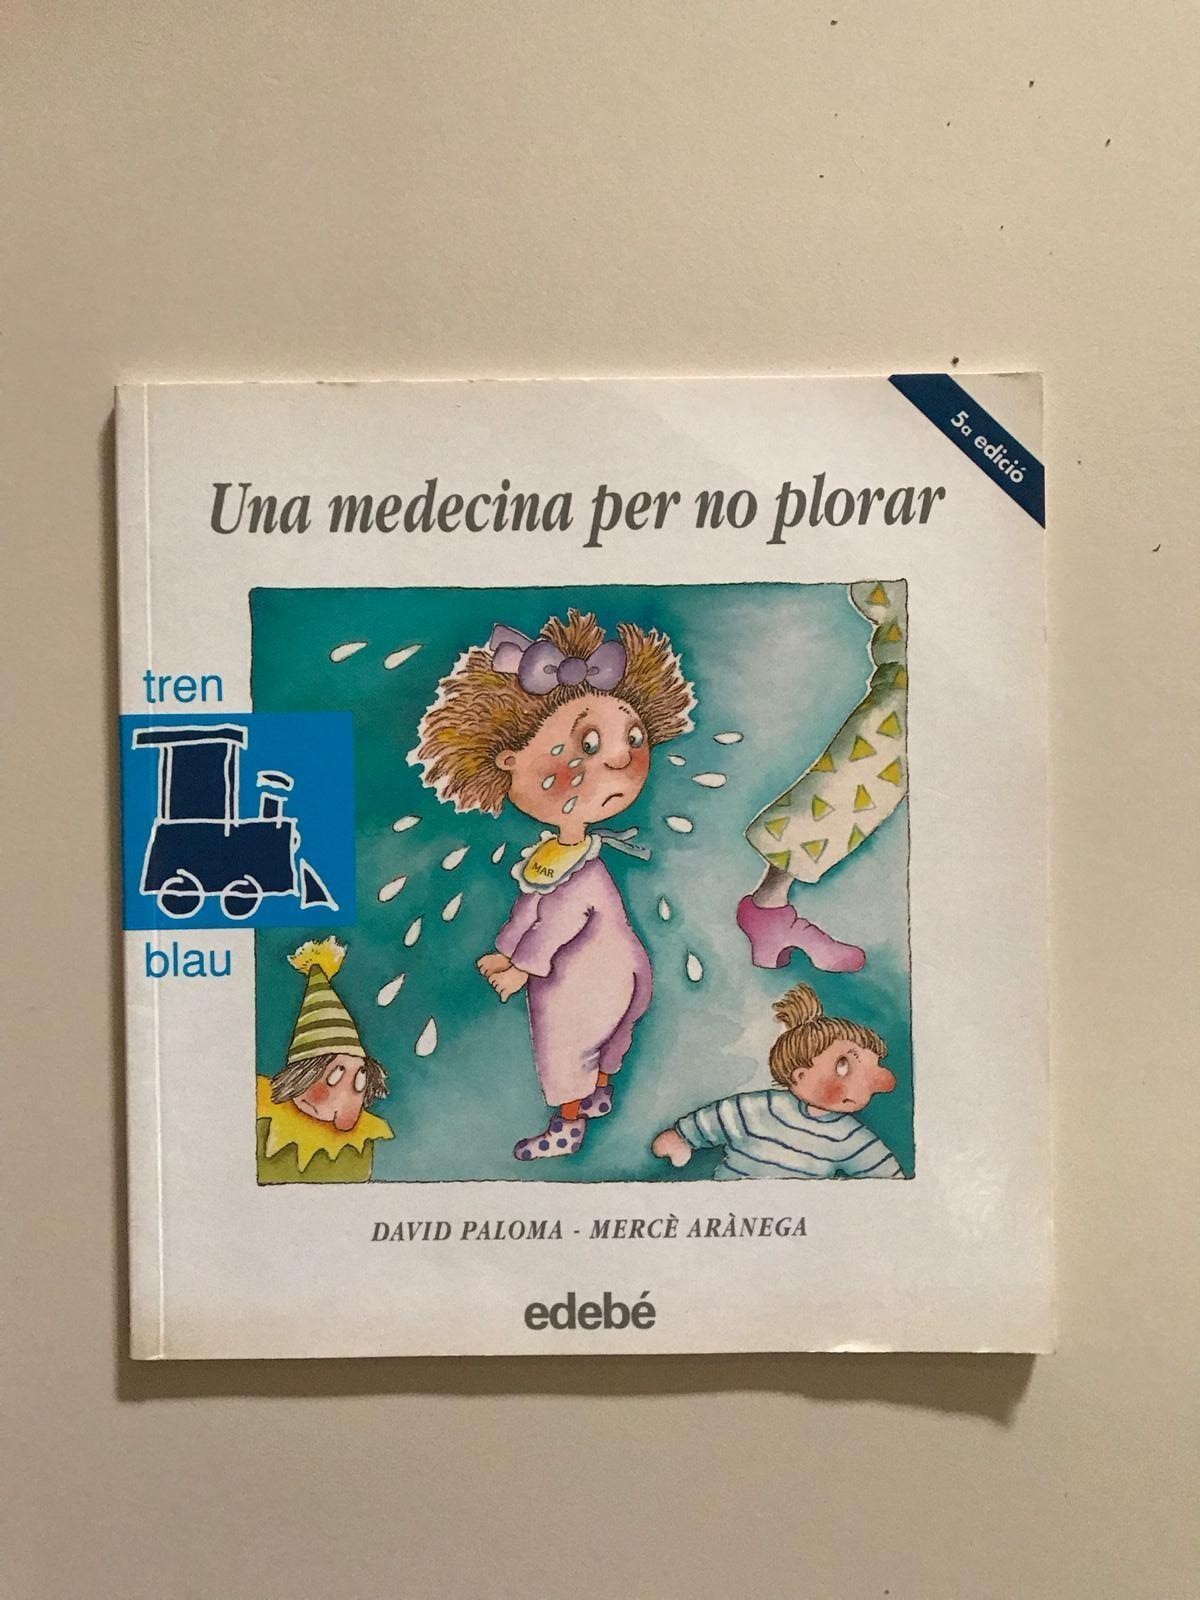 5a edició
Una medecina per no plorar
tren
blau
MAR
DAVID PALOMA - MERCÈ ARÀNEGA
edebé